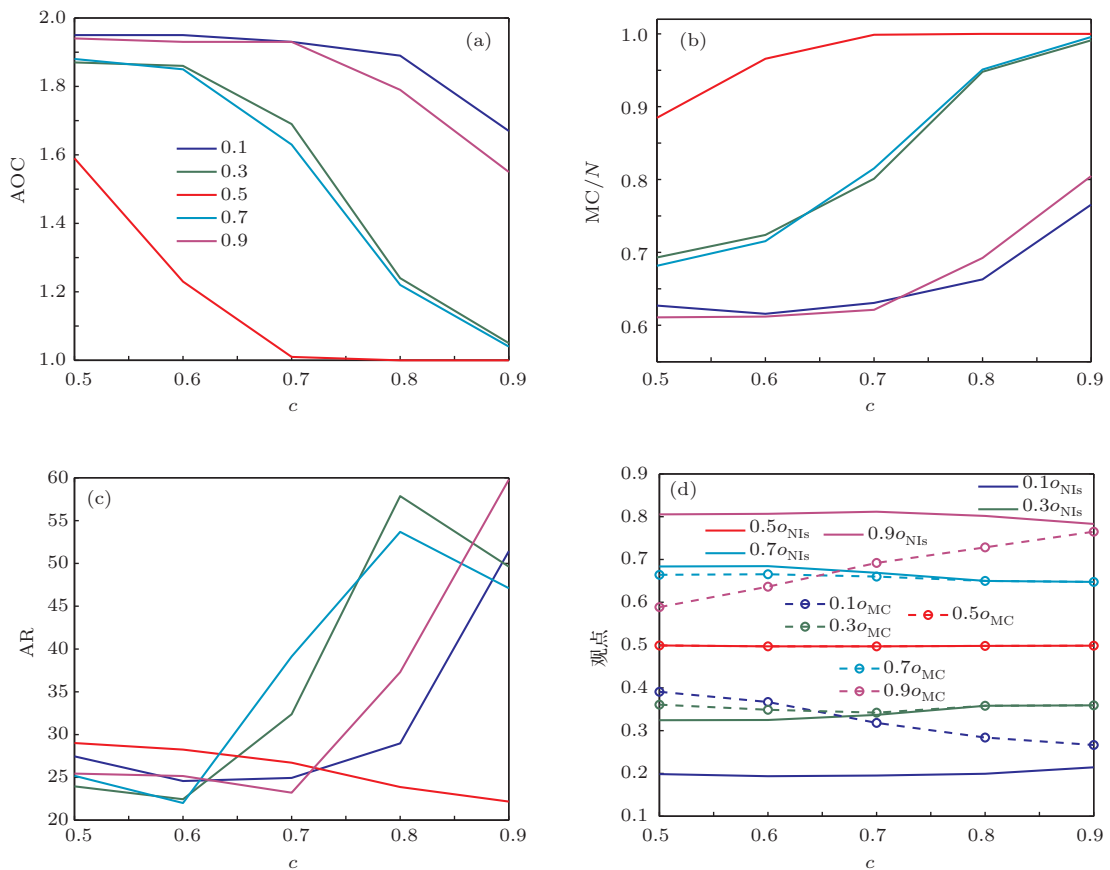 2.0
1.8
1.6
1.4
1.2
1.0
AOC
(a)
0.1
0.3
0.5
0.7
0.9
0.5 0.6 0.7 0.8 0.9
c
1.0
0.9
0.8
0.7
0.6
MC/N
(b)
0.5 0.6 0.7 0.8 0.9
c
60
55
50
45
40
35
30
25
20
AR
(c)
0.5 0.6 0.7 0.8 0.9
c
0.9
0.8
0.7
0.6
0.5
0.4
0.3
0.2
0.1
观点
(d)
0.1oNIs
0.3oNIs
0.5oNIs
0.9oNIs
0.7oNIs
0.1oMC
0.5oMC
0.3oMC
0.7oMC
0.9oMC
0.5 0.6 0.7 0.8 0.9
c